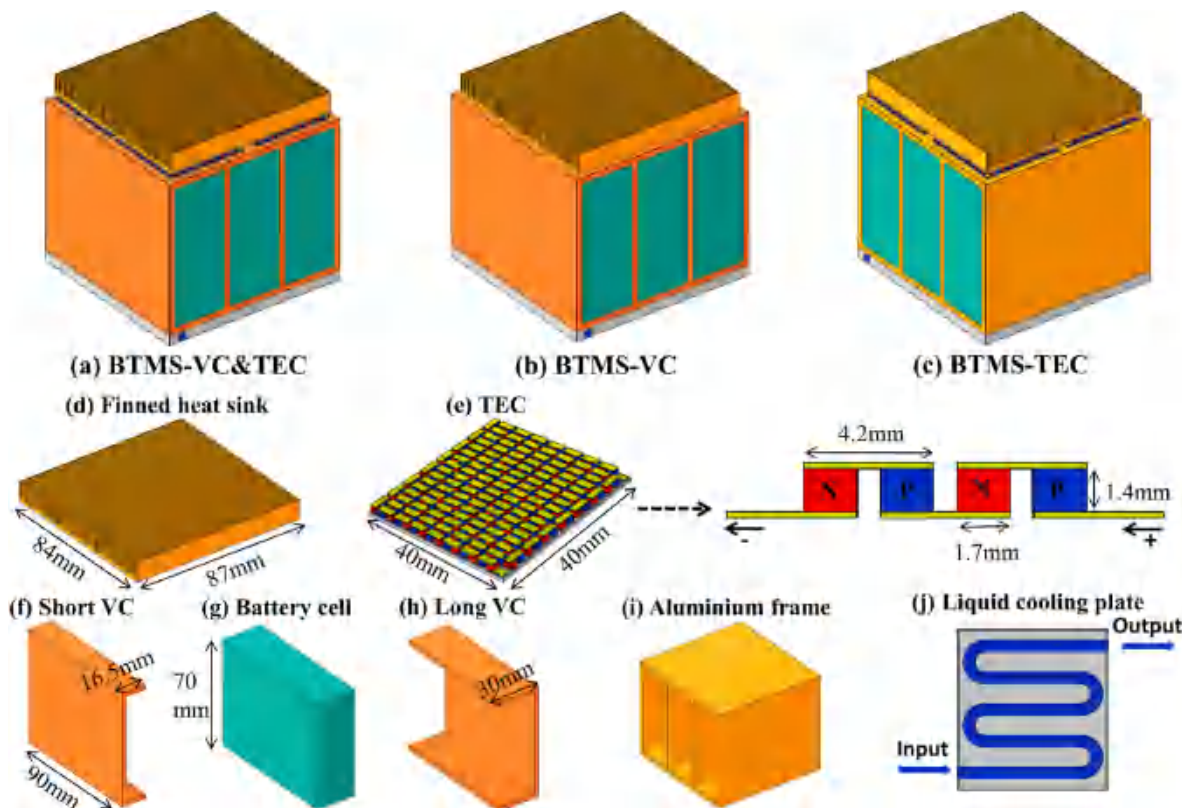 (a) BTMS-VC&TEC
(b) BTMS-VC
(c) BTMS-TEC
(d) Finned heat sink
(e) TEC
84mm
87mm
40mm
40mm
4.2mm
N
P
N
P
1.4mm
1.7mm
-
+
(f) Short VC
(g) Battery cell
(h) Long VC
(i) Aluminium frame
(j) Liquid cooling plate
16.5mm
90mm
70
mm
30mm
Output
Input